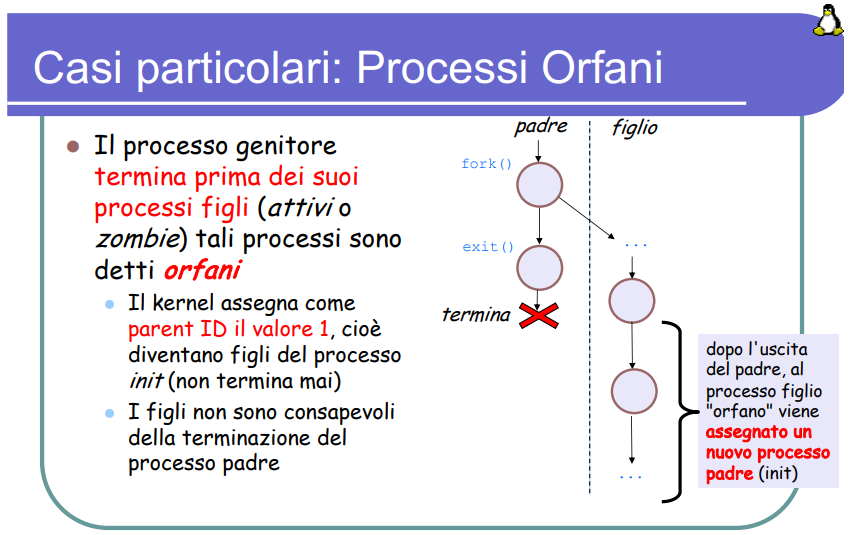 Casi particolari: Processi Orfani
Il processo genitore
termina prima dei suoi
processi figli (attivi o
zombie) tali processi sono
detti orfani
Il kernel assegna come
parent ID il valore 1, cioè
diventano figli del processo
init (non termina mai)
I figli non sono consapevoli
della terminazione del
processo padre
padre
figlio
fork()
...
exit()
termina
...
dopo l'uscita
del padre, al
processo figlio
"orfano" viene
assegnato un
nuovo processo
padre (init)